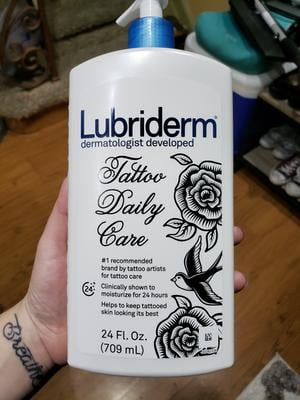 Lubriderm®
dermatologist developed
Tattoo
Daily
Care
#1 recommended
brand by tattoo artists
for tattoo care
24
Clinically shown to
moisturize for 24 hours
Helps to keep tattooed
skin looking its best
24 Fl. Oz.
(709 mL)
Breathe